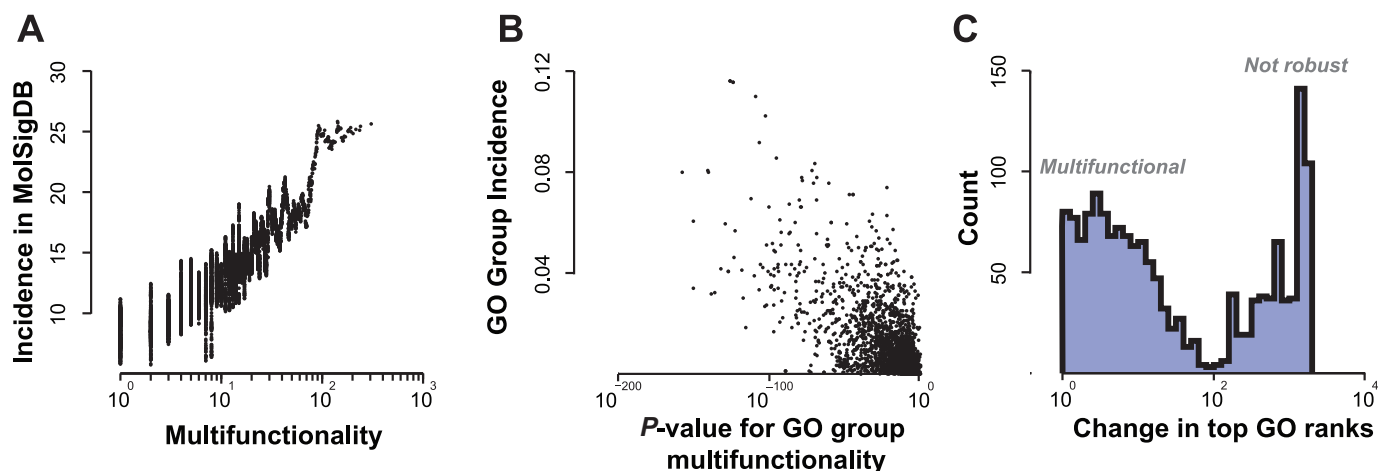 A
Incidence in MolSigDB
30
25
20
15
10
10^0 10^1 10^2 10^3
Multifunctionality
B
GO Group Incidence
0.12
0.08
0.04
10^−200 10^−100 10^0
P-value for GO group
multifunctionality
C
Count
150
100
50
Not robust
Multifunctional
10^0 10^2 10^4
Change in top GO ranks